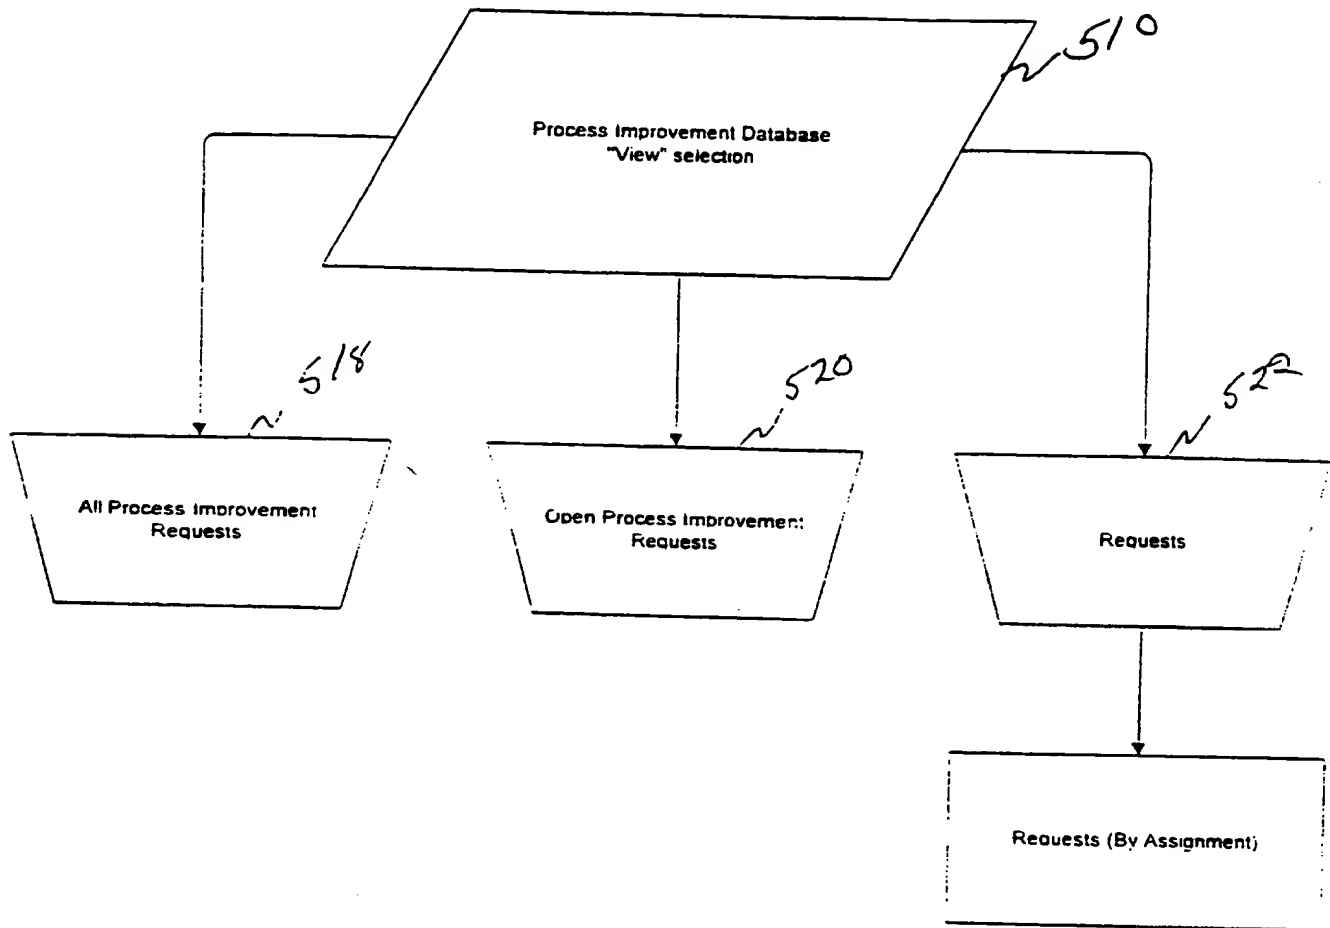 510
Process Improvement Database
"View" selection
518
520
522
All Process Improvement
Requests
Open Process Improvement
Requests
Requests
Requests (By Assignment)